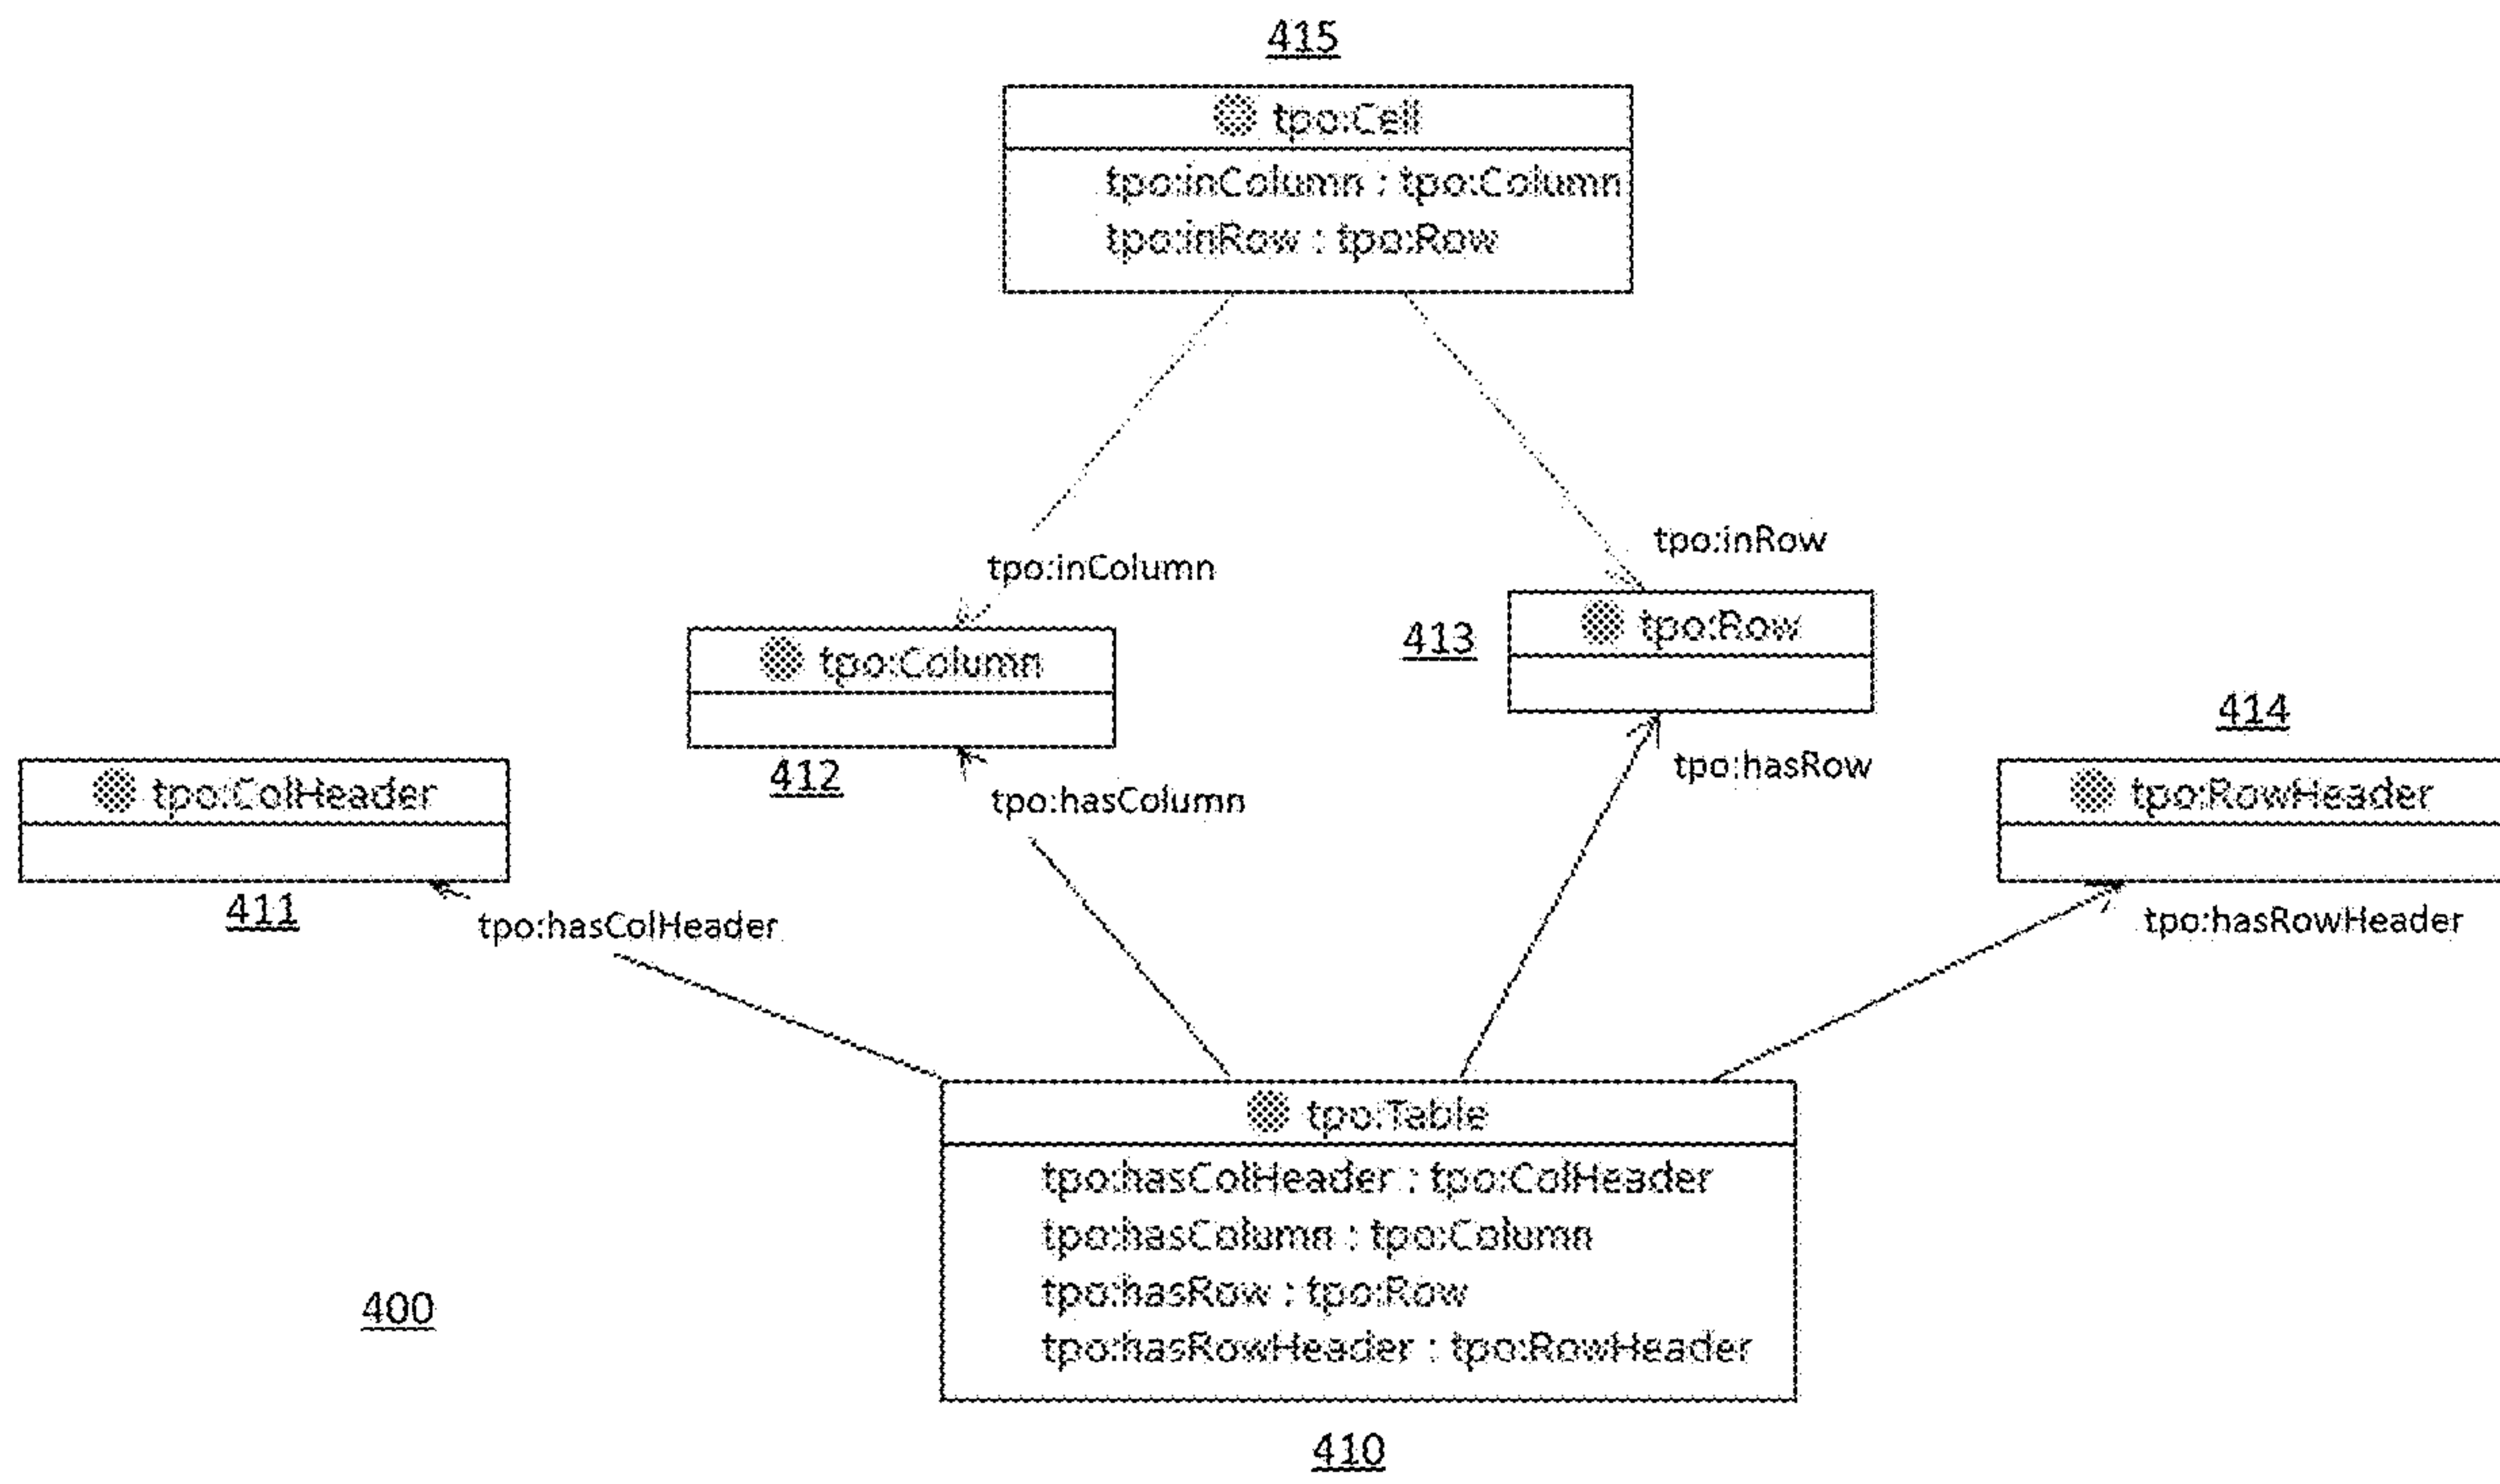 415
tpo:Cell
tpo:inColumn : tpo:Column
tpo:inRow : tpo:Row
tpo:inColumn
tpo:inRow
413
tpo:Row
tpo:Column
412
tpo:hasRow
414
tpo:ColHeader
411
tpo:hasColumn
tpo:RowHeader
tpo:hasColHeader
tpo:hasRowHeader
tpo:Table
tpo:hasColHeader : tpo:ColHeader
tpo:hasColumn : tpo:Column
tpo:hasRow : tpo:Row
tpo:hasRowHeader : tpo:RowHeader
400
410